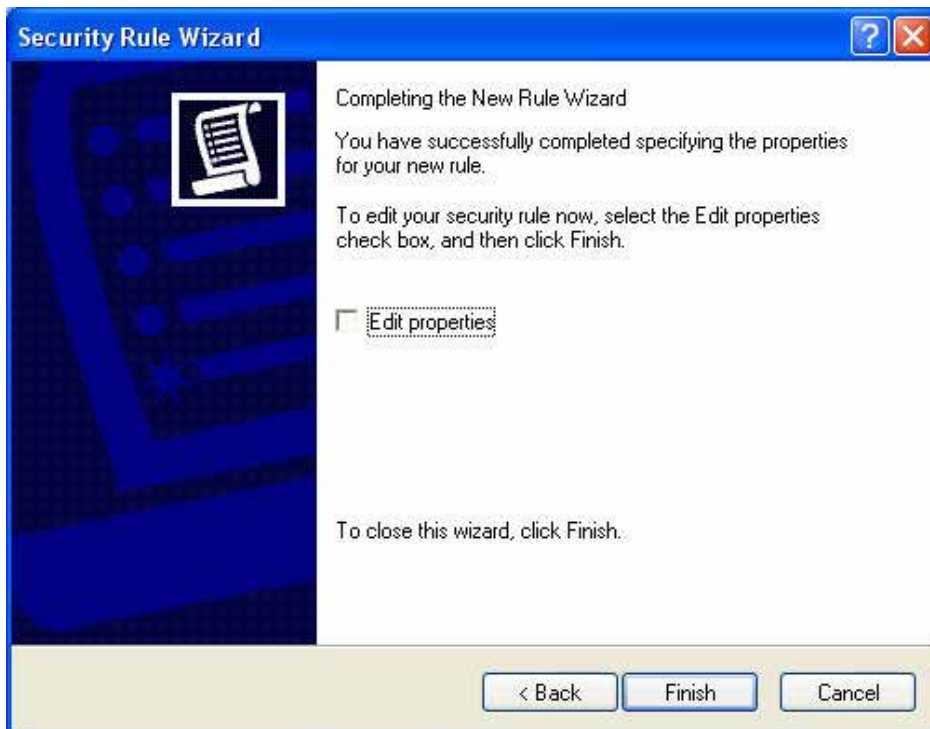 Security Rule Wizard
Completing the New Rule Wizard
You have successfully completed specifying the properties
for your new rule.
To edit your security rule now, select the Edit properties
check box, and then click Finish.
Edit properties
To close this wizard, click Finish.
< Back Finish Cancel